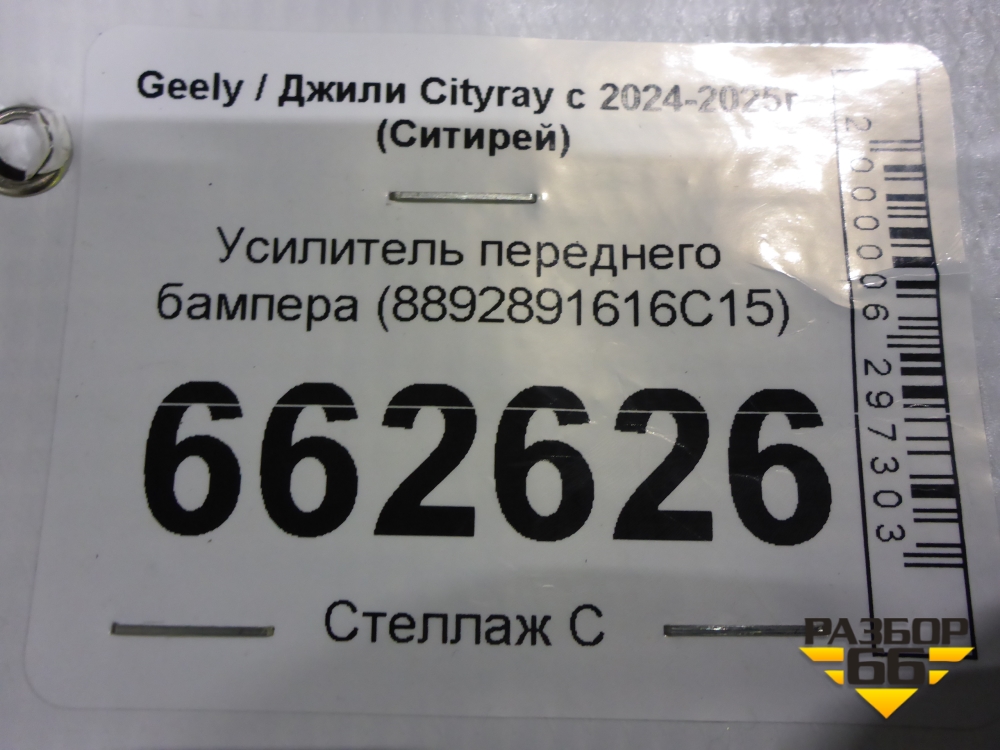 Geely / Джили Cityray с 2024-2025г
(Ситирей)
Усилитель переднего
бампера (8892891616C15)
662626
Стеллаж С
2000006297303
РАЗБОР
66